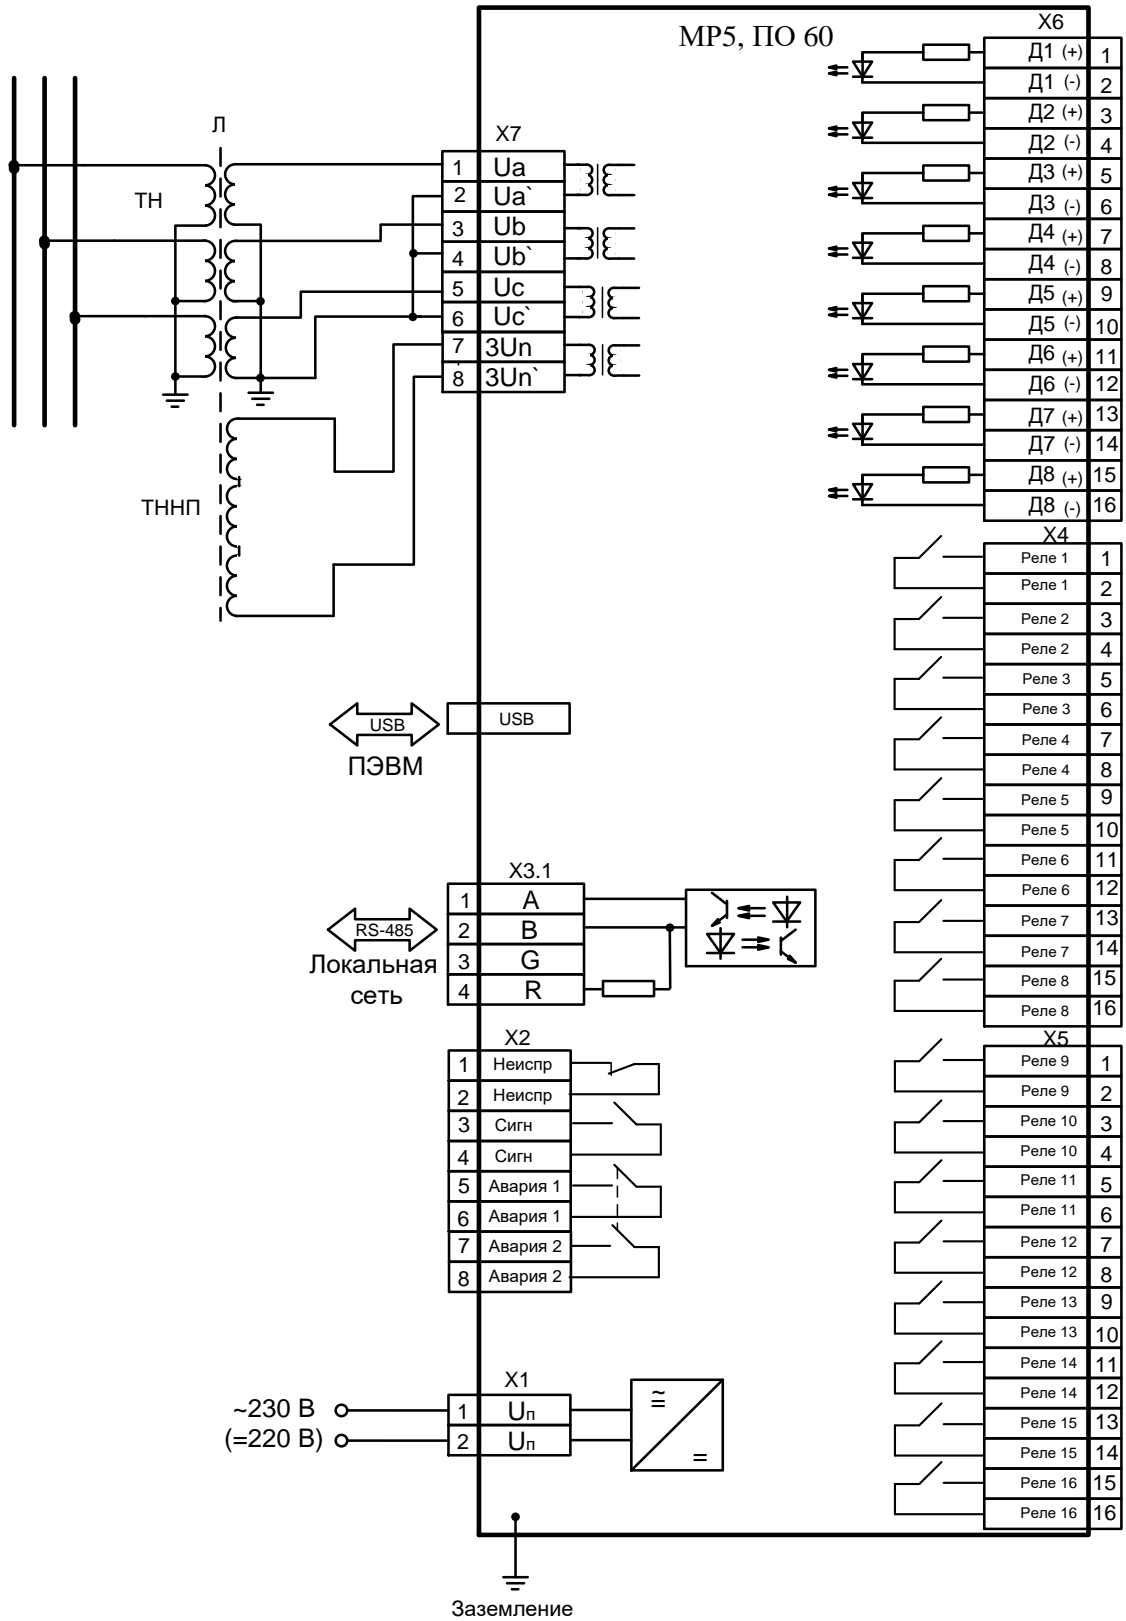 МР5, ПО 60
Л
ТН
ТННП
X7
1 Ua
2 Ua`
3 Ub
4 Ub`
5 Uc
6 Uc`
7 3Un
8 3Un`
USB
USB
ПЭВМ
X3.1
1 A
2 B
3 G
4 R
RS-485
Локальная
сеть
X2
1 Неиспр
2 Неиспр
3 Сигн
4 Сигн
5 Авария 1
6 Авария 1
7 Авария 2
8 Авария 2
X1
~230 В
(=220 В)
1 Uп
2 Uп
≅
=
Заземление
X6
Д1 (+) 1
Д1 (-) 2
Д2 (+) 3
Д2 (-) 4
Д3 (+) 5
Д3 (-) 6
Д4 (+) 7
Д4 (-) 8
Д5 (+) 9
Д5 (-) 10
Д6 (+) 11
Д6 (-) 12
Д7 (+) 13
Д7 (-) 14
Д8 (+) 15
Д8 (-) 16
X4
Реле 1 1
Реле 1 2
Реле 2 3
Реле 2 4
Реле 3 5
Реле 3 6
Реле 4 7
Реле 4 8
Реле 5 9
Реле 5 10
Реле 6 11
Реле 6 12
Реле 7 13
Реле 7 14
Реле 8 15
Реле 8 16
X5
Реле 9 1
Реле 9 2
Реле 10 3
Реле 10 4
Реле 11 5
Реле 11 6
Реле 12 7
Реле 12 8
Реле 13 9
Реле 13 10
Реле 14 11
Реле 14 12
Реле 15 13
Реле 15 14
Реле 16 15
Реле 16 16